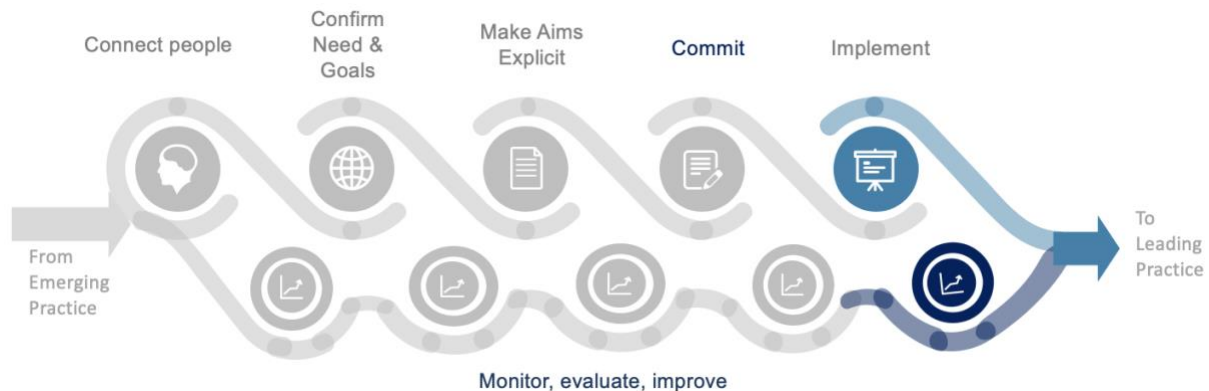 Connect people
Confirm
Need &
Goals
Make Aims
Explicit
Commit
Implement
From
Emerging
Practice
To
Leading
Practice
Monitor, evaluate, improve